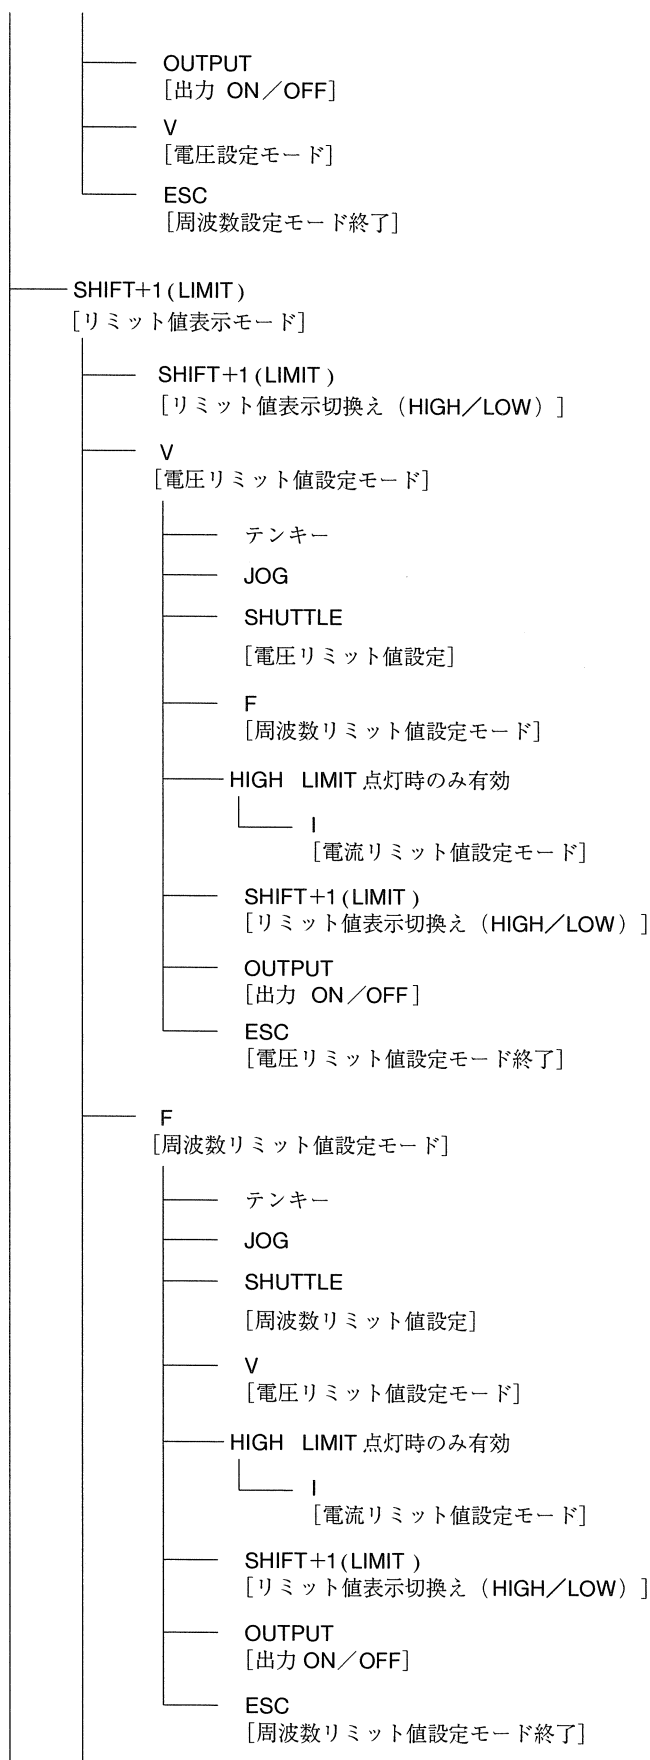 OUTPUT
[出力 ON／OFF]
V
[電圧設定モード]
ESC
[周波数設定モード終了]
SHIFT+1(LIMIT)
[リミット値表示モード]
SHIFT+1(LIMIT)
[リミット値表示切換え（HIGH／LOW）]
V
[電圧リミット値設定モード]
テンキー
JOG
SHUTTLE
[電圧リミット値設定]
F
[周波数リミット値設定モード]
HIGH LIMIT 点灯時のみ有効
I
[電流リミット値設定モード]
SHIFT+1(LIMIT)
[リミット値表示切換え（HIGH／LOW）]
OUTPUT
[出力 ON／OFF]
ESC
[電圧リミット値設定モード終了]
F
[周波数リミット値設定モード]
テンキー
JOG
SHUTTLE
[周波数リミット値設定]
V
[電圧リミット値設定モード]
HIGH LIMIT 点灯時のみ有効
I
[電流リミット値設定モード]
SHIFT+1(LIMIT)
[リミット値表示切換え（HIGH／LOW）]
OUTPUT
[出力 ON／OFF]
ESC
[周波数リミット値設定モード終了]